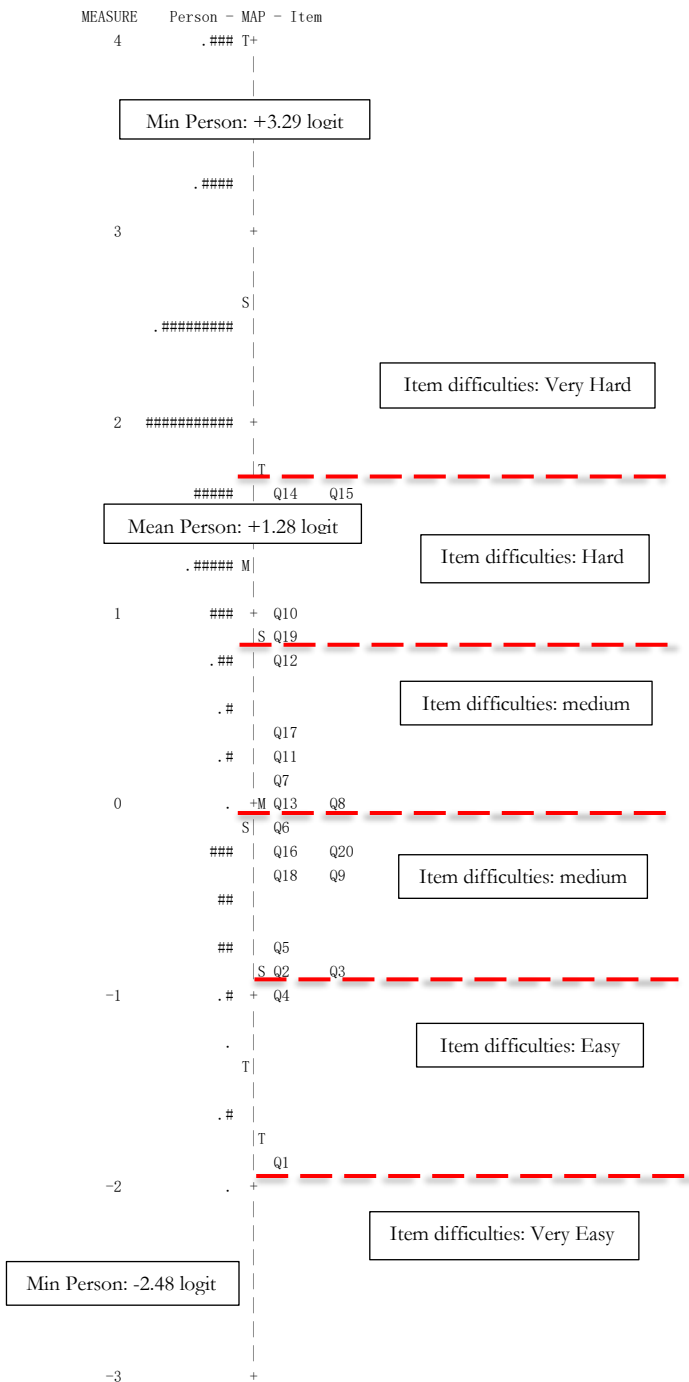 MEASURE Person - MAP - Item
4 .### T+
|
|
Min Person: +3.29 logit
|
.#### |
|
3 +
|
|
S|
.######### |
|
Item difficulties: Very Hard
|
2 ########### +
|
|T
##### | Q14 Q15
Mean Person: +1.28 logit
Item difficulties: Hard
.##### M|
|
1 ### + Q10
|S Q19
.## | Q12
|
.# |
Item difficulties: medium
| Q17
.# | Q11
| Q7
0 . +M Q13 Q8
S| Q6
### | Q16 Q20
| Q18 Q9
Item difficulties: medium
## |
|
## | Q5
|S Q2 Q3
-1 .# + Q4
|
. |
Item difficulties: Easy
T|
|
.# |
|T
| Q1
-2 . +
|
Item difficulties: Very Easy
|
|
Min Person: -2.48 logit
|
|
|
-3 +